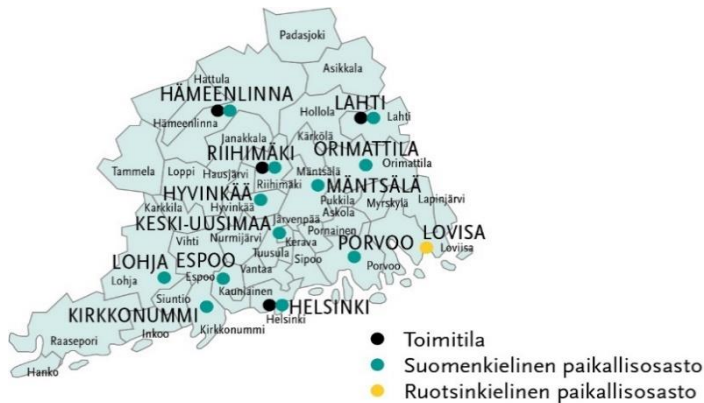 Padasjoki
Asikkala
Hattula
HÄMEENLINNA
LAHTI
Hollola
Lahti
Hämeenlinna
Janakkala
Kärkölä
ORIMATTILA
RIIHIMÄKI
Orimattila
Tammela
Loppi
Hausjärvi
Mäntsälä
Riihimäki
MÄNTSÄLÄ
HYVINKÄÄ
Pukkila
Myrskylä
Lapinjärvi
Karkkila
Hyvinkää
Askola
KESKI-UUSIMAA
Järvenpää
Pornainen
LOVISA
Vihti
Nurmijärvi
Kerava
PORVOO
Loviisa
Tuusula
Sipoo
LOHJA
ESPOO
Vantaa
Porvoo
Lohja
Espoo
Kauniainen
Siuntio
HELSINKI
KIRKKONUMMI
Helsinki
Kirkkonummi
Inkoo
Raasepori
Hanko
Toimitila
Suomenkielinen paikallisosasto
Ruotsinkielinen paikallisosasto